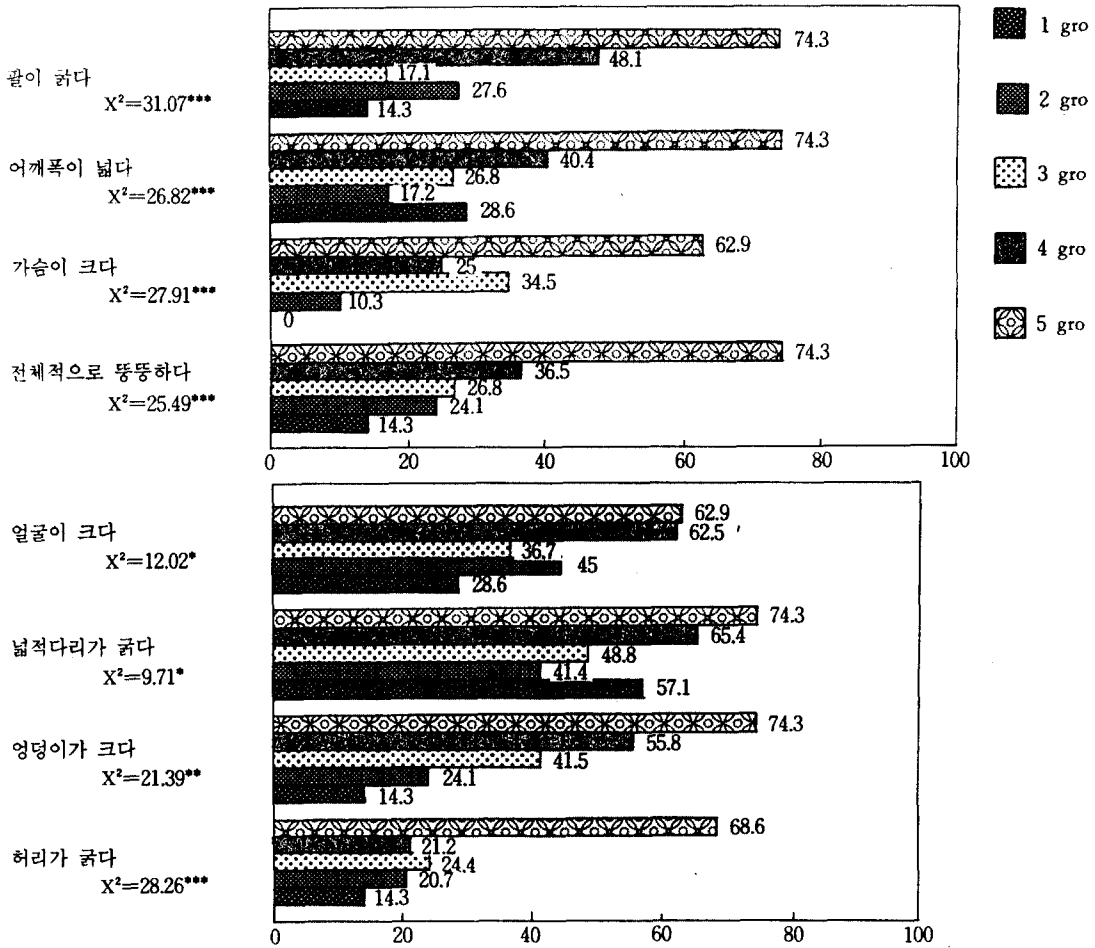 팔이 굵다
X²=31.07***
74.3
48.1
17.1
27.6
14.3
어깨폭이 넓다
X²=26.82***
74.3
40.4
26.8
17.2
28.6
가슴이 크다
X²=27.91***
62.9
25
34.5
10.3
0
전체적으로 뚱뚱하다
X²=25.49***
74.3
36.5
26.8
24.1
14.3
0 20 40 60 80 100
얼굴이 크다
X²=12.02*
62.9
62.5
36.7
45
28.6
넓적다리가 굵다
X²=9.71*
74.3
65.4
48.8
41.4
57.1
엉덩이가 크다
X²=21.39**
74.3
55.8
41.5
24.1
14.3
허리가 굵다
X²=28.26***
68.6
21.2
24.4
20.7
14.3
0 20 40 60 80 100
1 gro
2 gro
3 gro
4 gro
5 gro